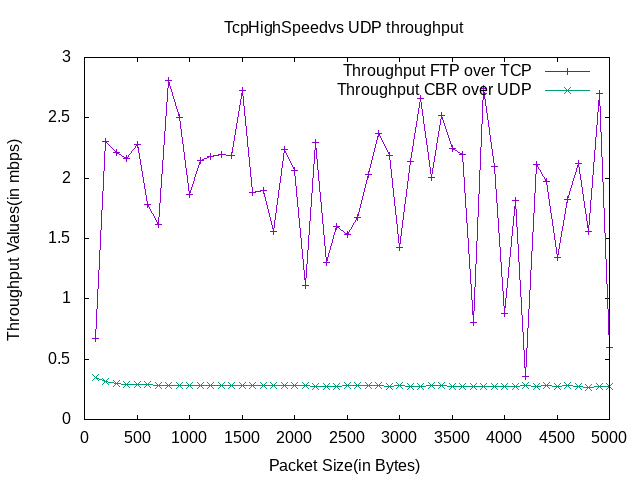 TcpHighSpeedvs UDP throughput
Throughput FTP over TCP
Throughput CBR over UDP
Throughput Values(in mbps)
3
2.5
2
1.5
1
0.5
0
0 500 1000 1500 2000 2500 3000 3500 4000 4500 5000
Packet Size(in Bytes)